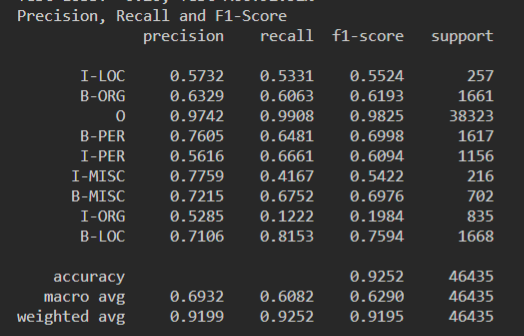 Precision, Recall and F1-Score
precision recall f1-score support
I-LOC 0.5732 0.5331 0.5524 257
B-ORG 0.6329 0.6063 0.6193 1661
O 0.9742 0.9908 0.9825 38323
B-PER 0.7605 0.6481 0.6998 1617
I-PER 0.5616 0.6661 0.6094 1156
I-MISC 0.7759 0.4167 0.5422 216
B-MISC 0.7215 0.6752 0.6976 702
I-ORG 0.5285 0.1222 0.1984 835
B-LOC 0.7106 0.8153 0.7594 1668
accuracy 0.9252 46435
macro avg 0.6932 0.6082 0.6290 46435
weighted avg 0.9199 0.9252 0.9195 46435